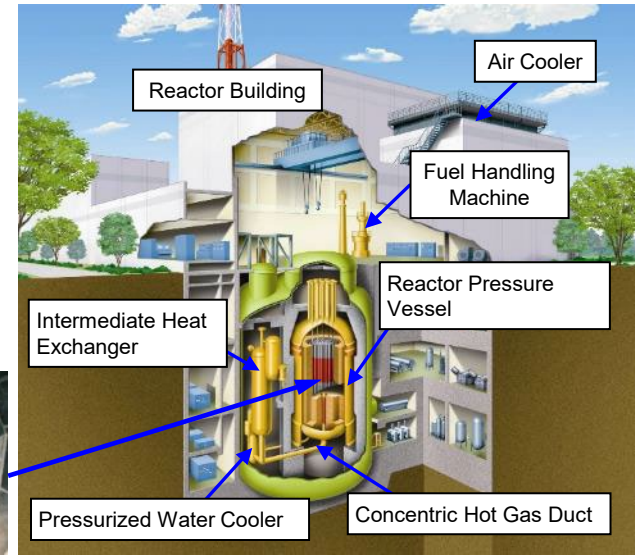 Air Cooler
Reactor Building
Fuel Handling
Machine
Reactor Pressure
Vessel
Intermediate Heat
Exchanger
Pressurized Water Cooler
Concentric Hot Gas Duct